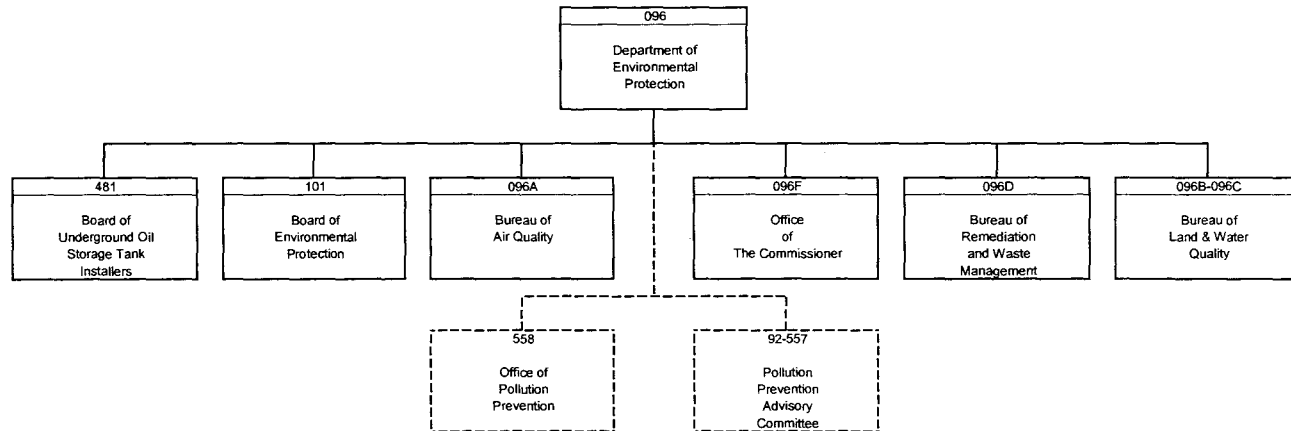 096
Department of
Environmental
Protection
481
Board of
Underground Oil
Storage Tank
Installers
101
Board of
Environmental
Protection
096A
Bureau of
Air Quality
096F
Office
of
The Commissioner
096D
Bureau of
Remediation
and Waste
Management
096B-096C
Bureau of
Land & Water
Quality
558
Office of
Pollution
Prevention
92-557
Pollution
Prevention
Advisory
Committee